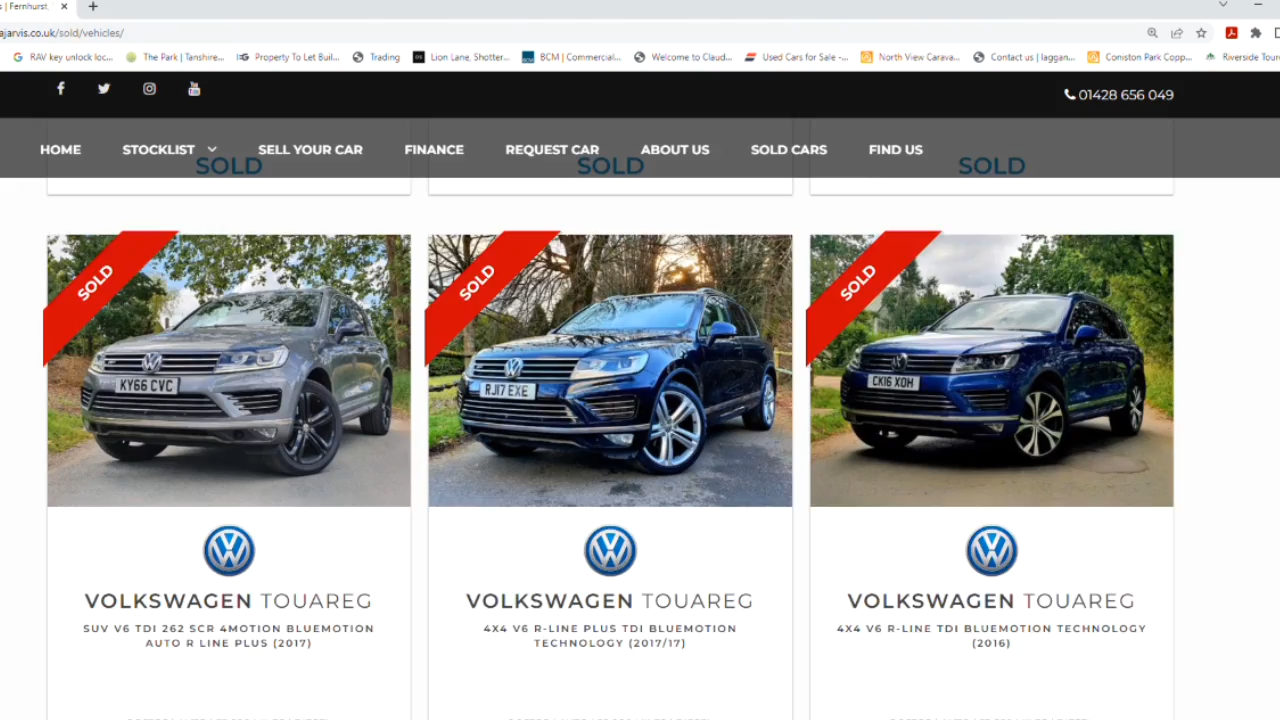 s | Fernhurst,
ajarvis.co.uk/sold/vehicles/
RAV key unlock loc...
The Park | Tanshire...
Property To Let Buil...
Trading
Lion Lane, Shotter...
BCM | Commercial...
Welcome to Claud...
Used Cars for Sale -...
North View Carava...
Contact us | laggan...
Coniston Park Copp...
Riverside Toure
01428 656 049
HOME
STOCKLIST
SELL YOUR CAR
FINANCE
REQUEST CAR
ABOUT US
SOLD CARS
FIND US
SOLD
SOLD
SOLD
SOLD
KY66 CVC
SOLD
RJ17 EXE
SOLD
CK16 XOH
VOLKSWAGEN TOUAREG
SUV V6 TDI 262 SCR 4MOTION BLUEMOTION
AUTO R LINE PLUS (2017)
VOLKSWAGEN TOUAREG
4X4 V6 R-LINE PLUS TDI BLUEMOTION
TECHNOLOGY (2017/17)
VOLKSWAGEN TOUAREG
4X4 V6 R-LINE TDI BLUEMOTION TECHNOLOGY
(2016)